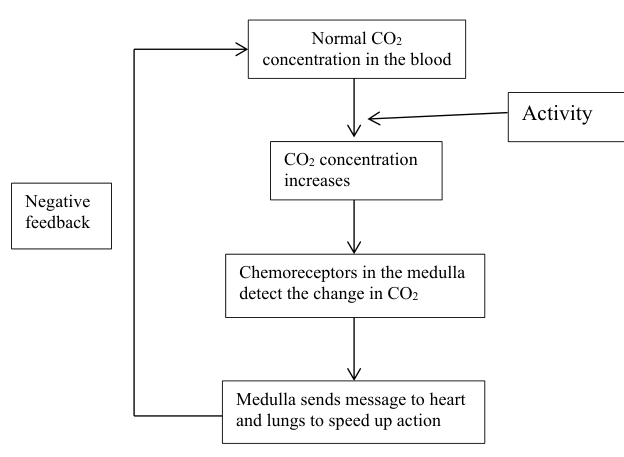 Normal CO₂
concentration in the blood
Activity
CO₂ concentration
increases
Negative
feedback
Chemoreceptors in the medulla
detect the change in CO₂
Medulla sends message to heart
and lungs to speed up action